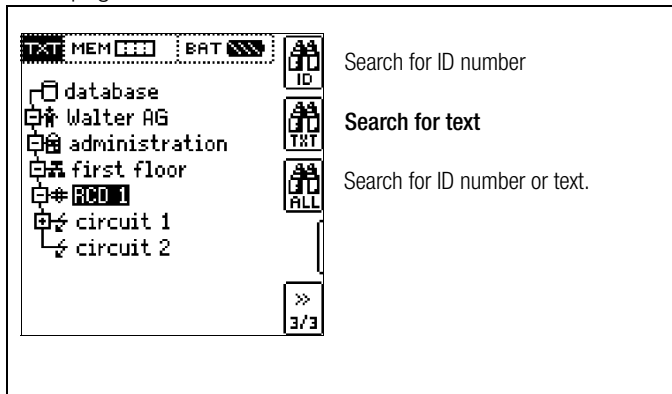 TXT MEM BAT
ID
Search for ID number
database
Walter AG
TXT
Search for text
administration
first floor
ALL
Search for ID number or text.
RCD 1
circuit 1
circuit 2
>>
3/3